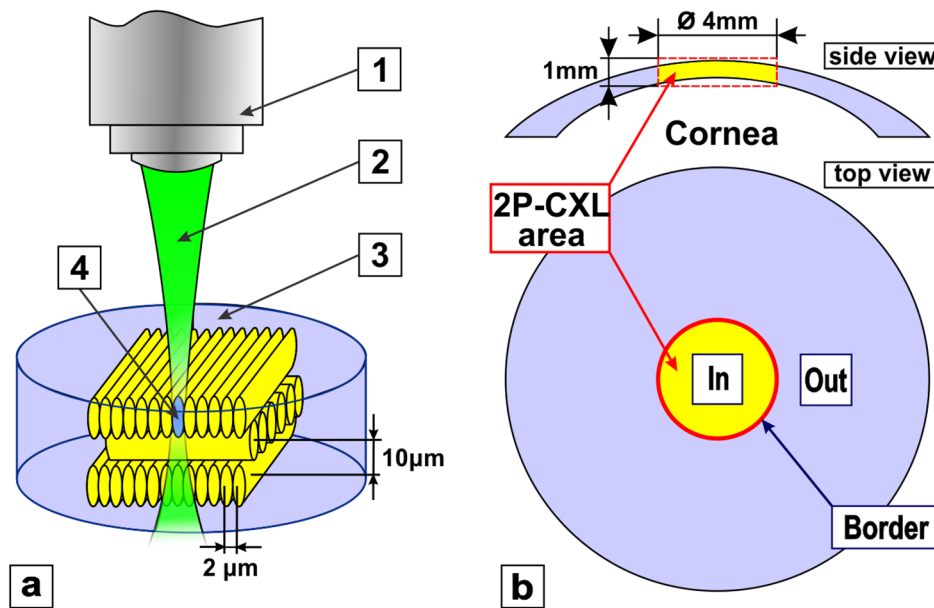 1
2
3
4
10μm
2 μm
a
Ø 4mm
1mm
side view
Cornea
top view
2P-CXL
area
In
Out
Border
b